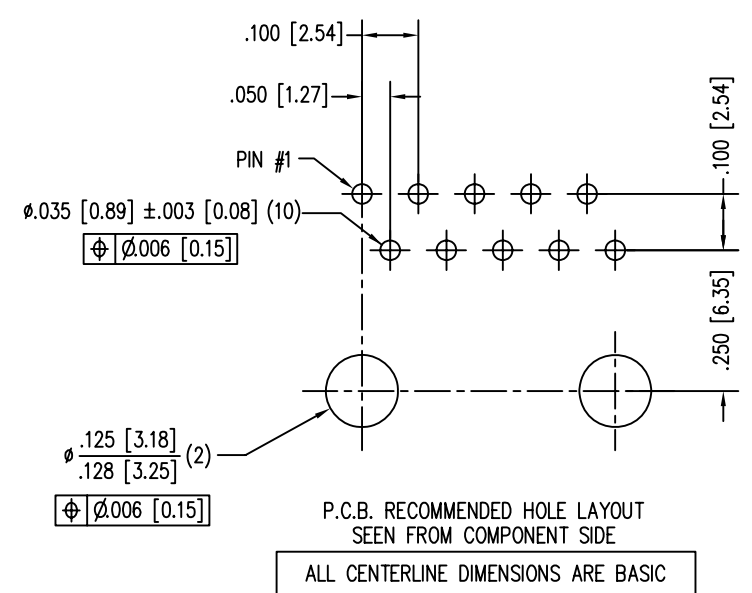 .100 [2.54]
.050 [1.27]
.100 [2.54]
PIN #1
ø.035 [0.89] ±.003 [0.08] (10)
⌖ Ø.006 [0.15]
.250 [6.35]
ø .125 [3.18]
.128 [3.25] (2)
⌖ Ø.006 [0.15]
P.C.B. RECOMMENDED HOLE LAYOUT
SEEN FROM COMPONENT SIDE
ALL CENTERLINE DIMENSIONS ARE BASIC